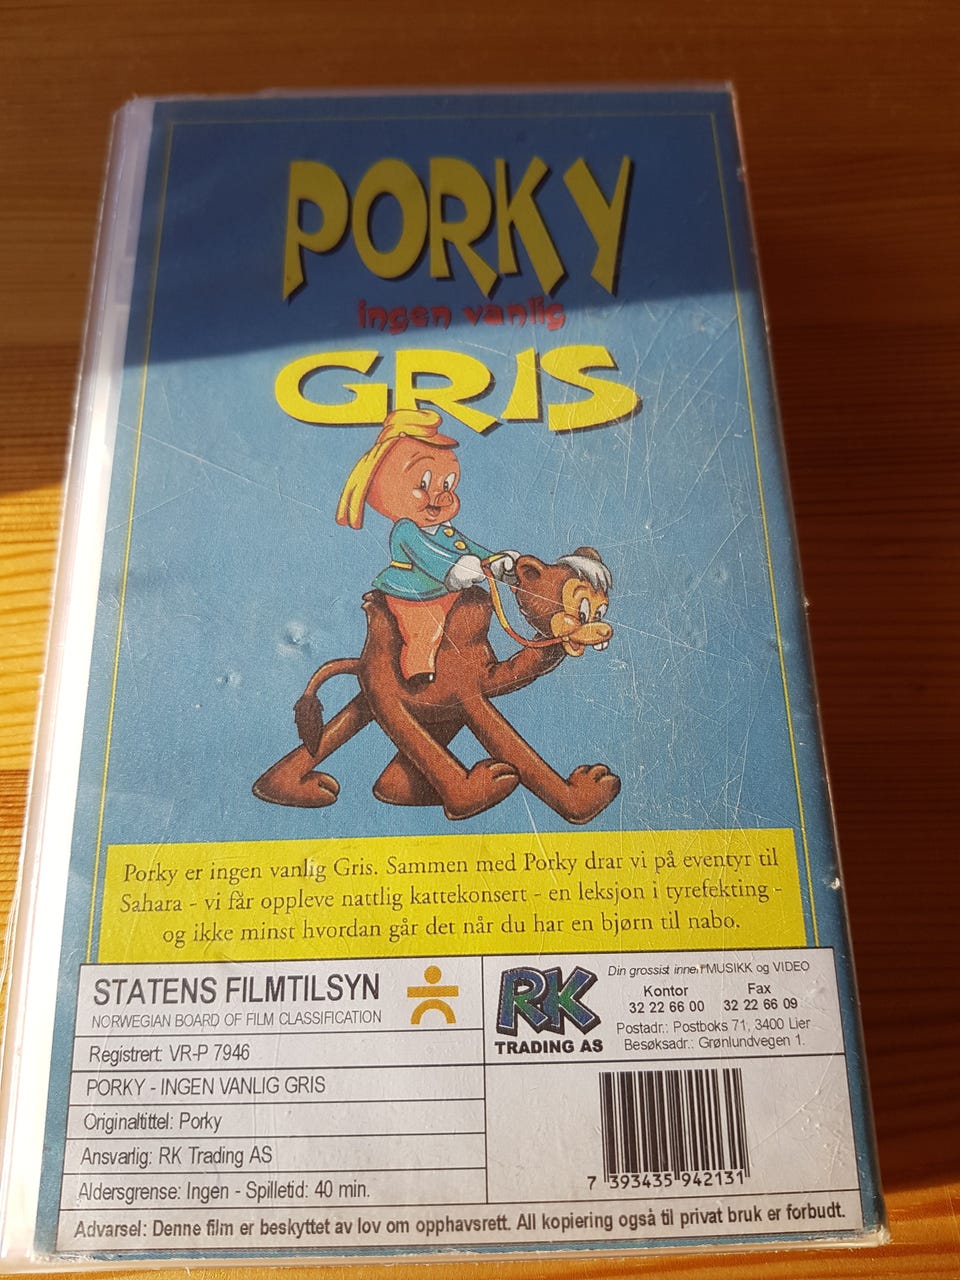 PORKY
ingen vanlig
GRIS
Porky er ingen vanlig Gris. Sammen med Porky drar vi på eventyr til
Sahara - vi får oppleve nattlig kattekonsert - en leksjon i tyrefekting -
og ikke minst hvordan går det når du har en bjørn til nabo.
STATENS FILMTILSYN
NORWEGIAN BOARD OF FILM CLASSIFICATION
Registrert: VR-P 7946
PORKY - INGEN VANLIG GRIS
Originaltittel: Porky
Ansvarlig: RK Trading AS
Aldersgrense: Ingen - Spilletid: 40 min.
RK
TRADING AS
Din grossist innen MUSIKK og VIDEO
Kontor Fax
32 22 66 00 32 22 66 09
Postadr.: Postboks 71, 3400 Lier
Besøksadr.: Grønlundvegen 1.
7 393435 942131
Advarsel: Denne film er beskyttet av lov om opphavsrett. All kopiering også til privat bruk er forbudt.